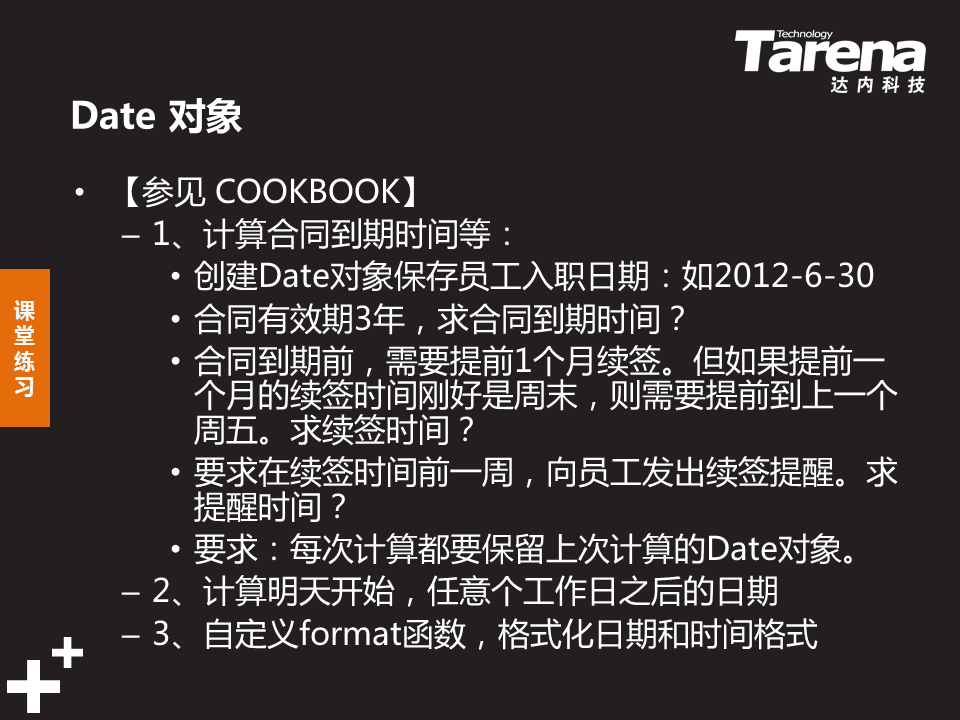 Technology
Tarena
达内科技
Date 对象
• 【参见 COOKBOOK】
– 1、计算合同到期时间等：
• 创建Date对象保存员工入职日期：如2012-6-30
• 合同有效期3年，求合同到期时间？
• 合同到期前，需要提前1个月续签。但如果提前一
个月的续签时间刚好是周末，则需要提前到上一个
周五。求续签时间？
• 要求在续签时间前一周，向员工发出续签提醒。求
提醒时间？
• 要求：每次计算都要保留上次计算的Date对象。
– 2、计算明天开始，任意个工作日之后的日期
– 3、自定义format函数，格式化日期和时间格式
课
堂
练
习